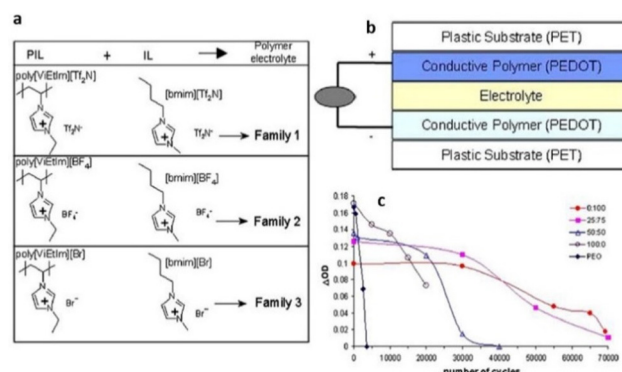 a
PIL + IL Polymer electrolyte
poly[ViEtIm][Tf₂N]
[bmim][Tf₂N]
Tf₂N⁻
Tf₂N⁻
Family 1
poly[ViEtIm][BF₄]
[bmim][BF₄]
BF₄⁻
BF₄⁻
Family 2
poly[ViEtIm][Br]
[bmim][Br]
Br⁻
Br⁻
Family 3
b
Plastic Substrate (PET)
+ Conductive Polymer (PEDOT)
Electrolyte
- Conductive Polymer (PEDOT)
Plastic Substrate (PET)
c
0.18
0.16
0.14
0.12
0.1
0.08
0.06
0.04
0.02
0
ΔOD
0:100
25:75
50:50
100:0
PEO
0 10000 20000 30000 40000 50000 60000 70000
number of cycles